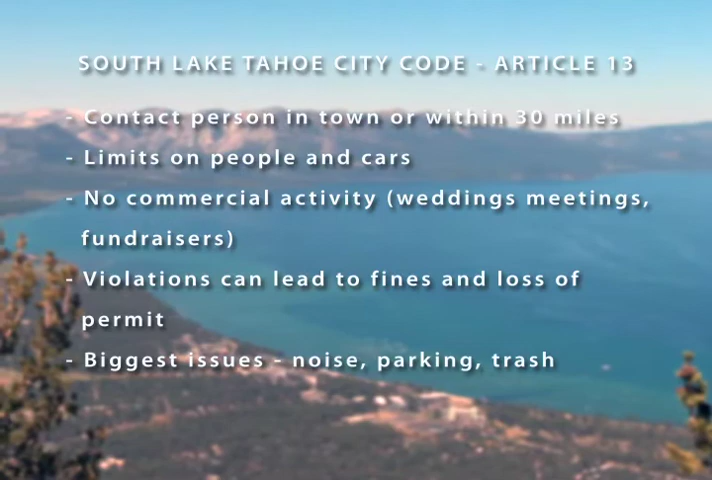 SOUTH LAKE TAHOE CITY CODE - ARTICLE 13
- Contact person in town or within 30 miles
- Limits on people and cars
- No commercial activity (weddings meetings,
fundraisers)
- Violations can lead to fines and loss of
permit
- Biggest issues - noise, parking, trash